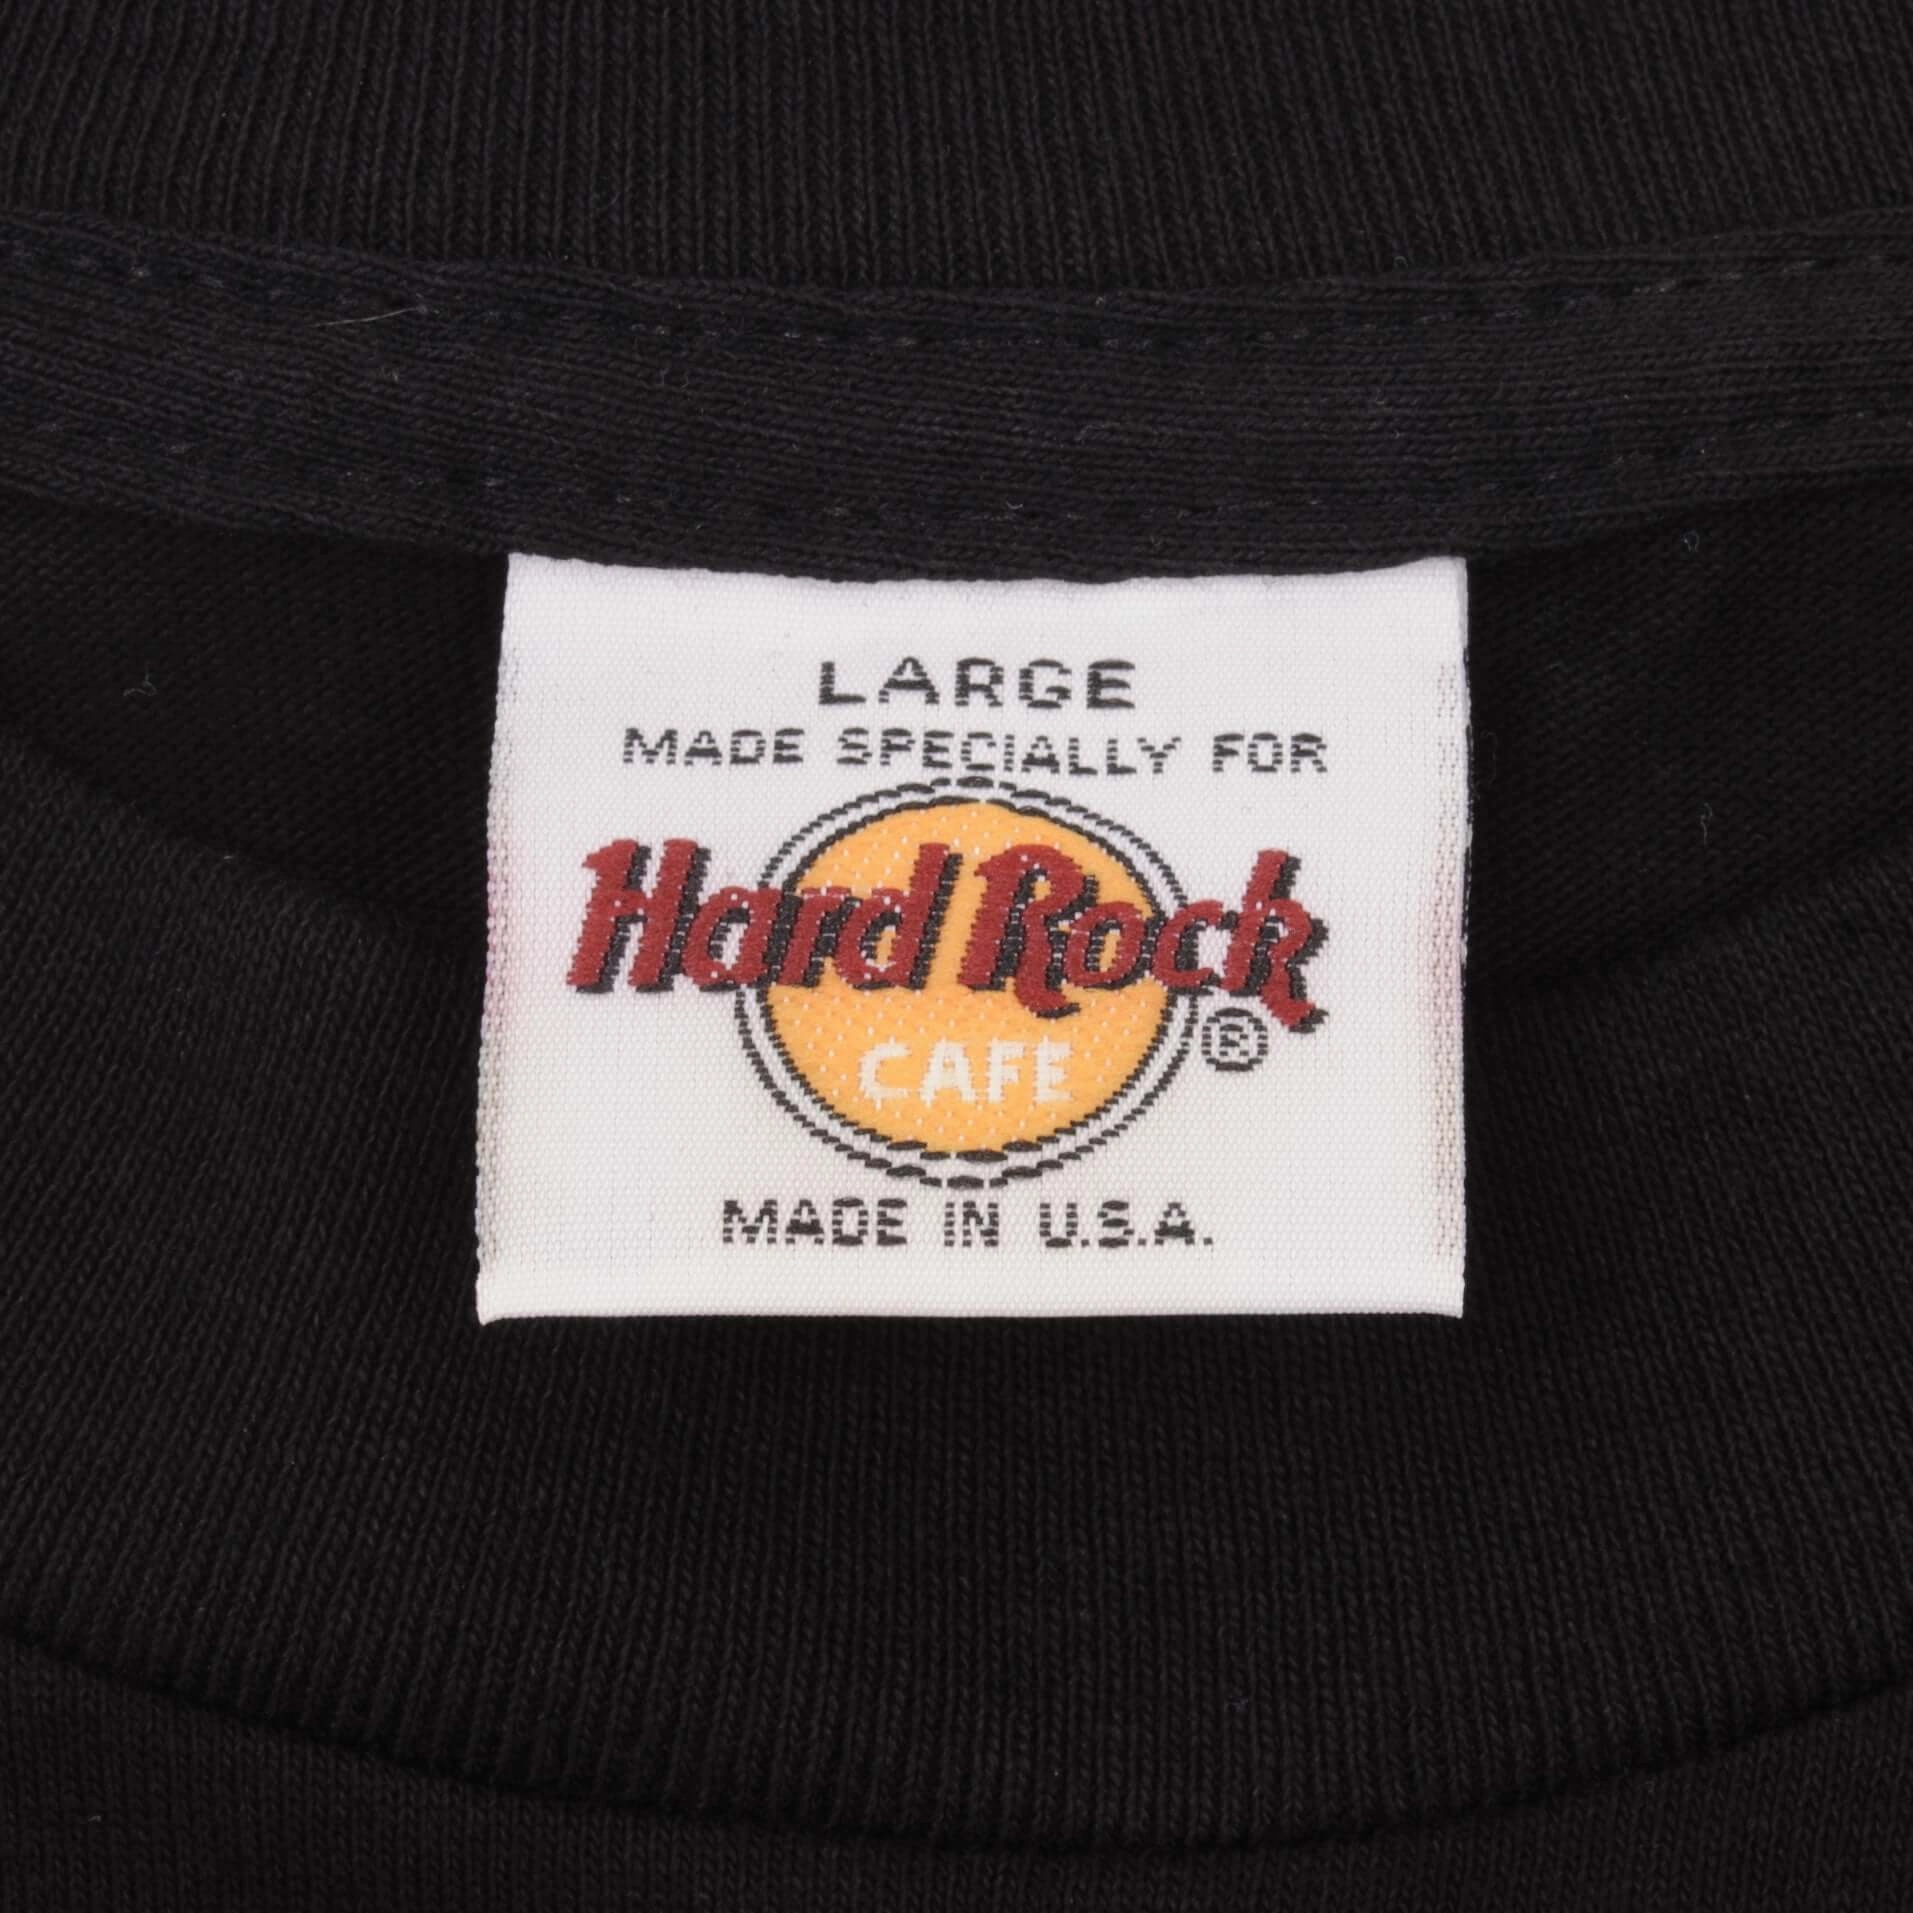 LARGE
MADE SPECIALLY FOR
Hard Rock
CAFE ®
MADE IN U.S.A.